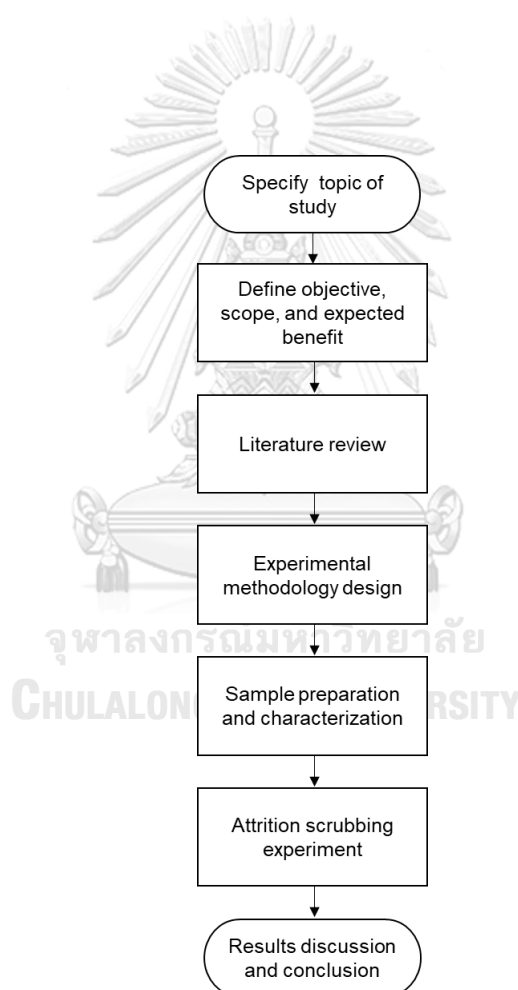 Specify topic of
study
Define objective,
scope, and expected
benefit
Literature review
Experimental
methodology design
จุฬาลงกรณ์มหาวิทยาลัย
Sample preparation
and characterization
CHULALON RSITY
Attrition scrubbing
experiment
Results discussion
and conclusion